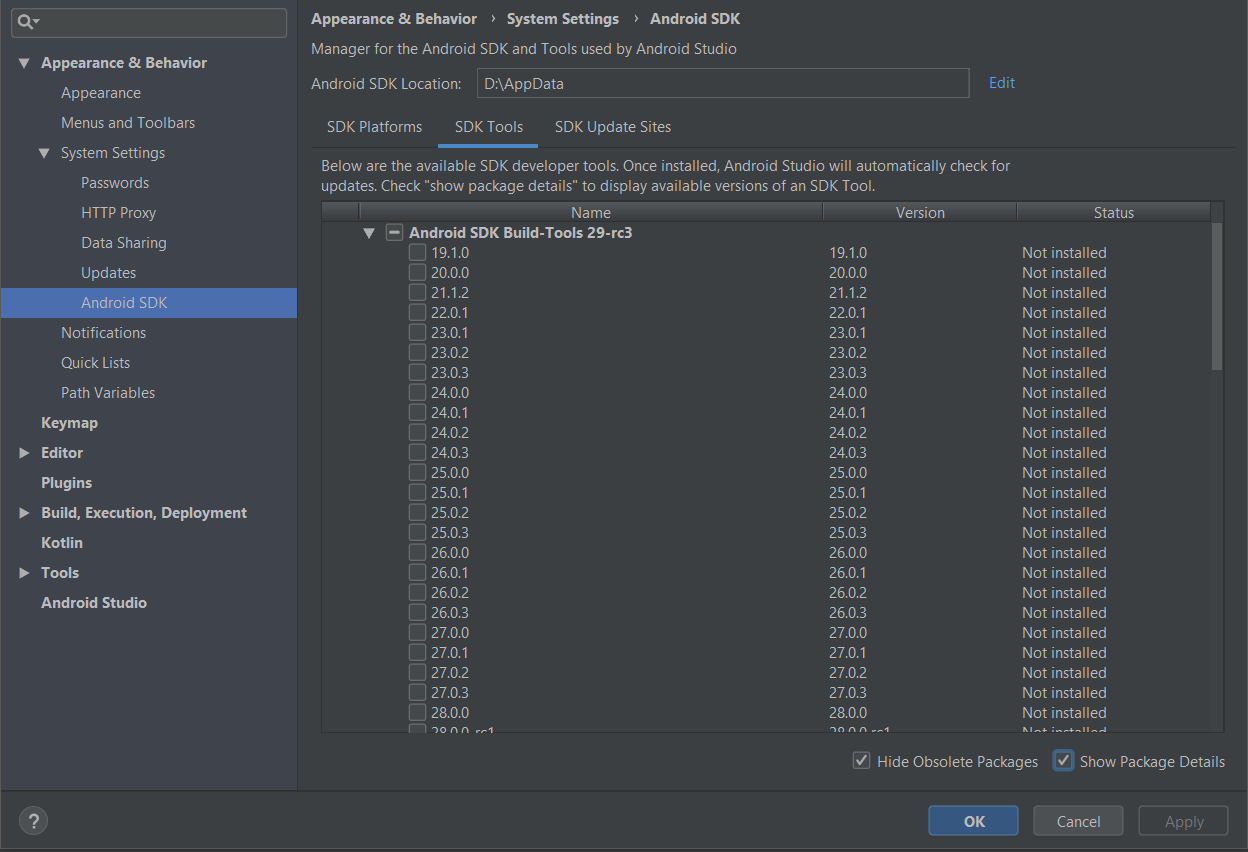 Appearance & Behavior
Appearance
Menus and Toolbars
System Settings
Passwords
HTTP Proxy
Data Sharing
Updates
Android SDK
Notifications
Quick Lists
Path Variables
Keymap
Editor
Plugins
Build, Execution, Deployment
Kotlin
Tools
Android Studio
Appearance & Behavior › System Settings › Android SDK
Manager for the Android SDK and Tools used by Android Studio
Android SDK Location: D:\AppData Edit
SDK Platforms SDK Tools SDK Update Sites
Below are the available SDK developer tools. Once installed, Android Studio will automatically check for
updates. Check "show package details" to display available versions of an SDK Tool.
Name Version Status
Android SDK Build-Tools 29-rc3
19.1.0 19.1.0 Not installed
20.0.0 20.0.0 Not installed
21.1.2 21.1.2 Not installed
22.0.1 22.0.1 Not installed
23.0.1 23.0.1 Not installed
23.0.2 23.0.2 Not installed
23.0.3 23.0.3 Not installed
24.0.0 24.0.0 Not installed
24.0.1 24.0.1 Not installed
24.0.2 24.0.2 Not installed
24.0.3 24.0.3 Not installed
25.0.0 25.0.0 Not installed
25.0.1 25.0.1 Not installed
25.0.2 25.0.2 Not installed
25.0.3 25.0.3 Not installed
26.0.0 26.0.0 Not installed
26.0.1 26.0.1 Not installed
26.0.2 26.0.2 Not installed
26.0.3 26.0.3 Not installed
27.0.0 27.0.0 Not installed
27.0.1 27.0.1 Not installed
27.0.2 27.0.2 Not installed
27.0.3 27.0.3 Not installed
28.0.0 28.0.0 Not installed
28.0.0-rc1 28.0.0 rc1 Not installed
Hide Obsolete Packages Show Package Details
? OK Cancel Apply